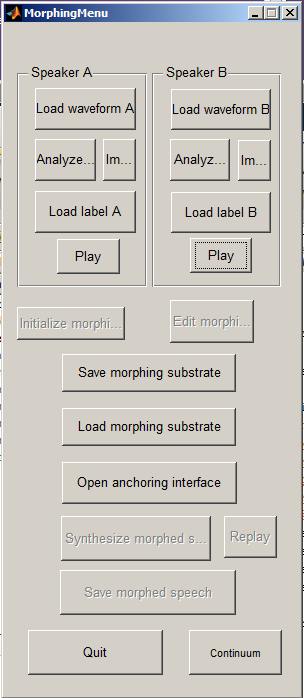 MorphingMenu
Speaker A
Speaker B
Load waveform A
Load waveform B
Analyze...
Im...
Analyz...
Im...
Load label A
Load label B
Play
Play
Initialize morphi...
Edit morphi...
Save morphing substrate
Load morphing substrate
Open anchoring interface
Synthesize morphed s...
Replay
Save morphed speech
Quit
Continuum